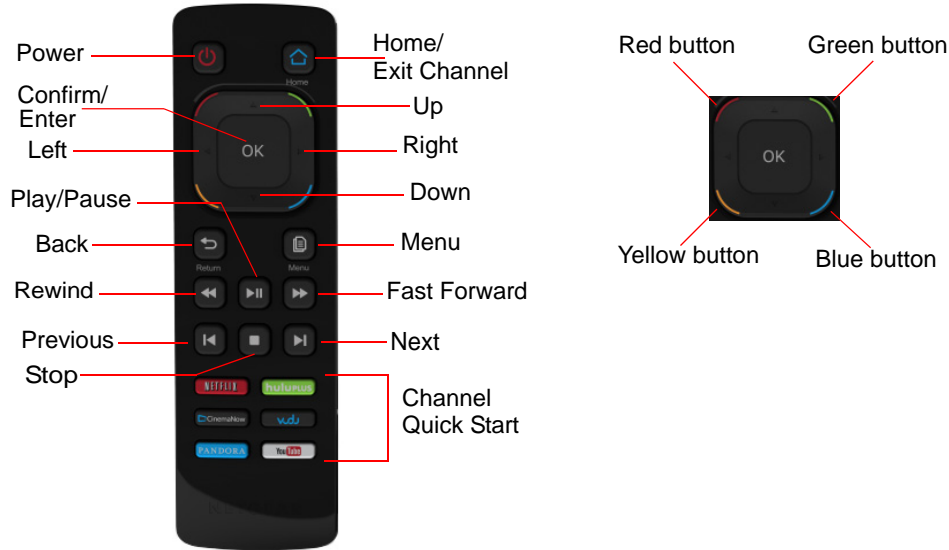 Power
Home/
Exit Channel
Home
Confirm/
Enter
Up
OK
Left
Right
Down
Play/Pause
Back
Return
Menu
Menu
Rewind
Fast Forward
Previous
Next
Stop
NETFLIX
huluPLUS
CinemaNow
vudu
PANDORA
YouTube
Channel
Quick Start
Red button
Green button
OK
Yellow button
Blue button